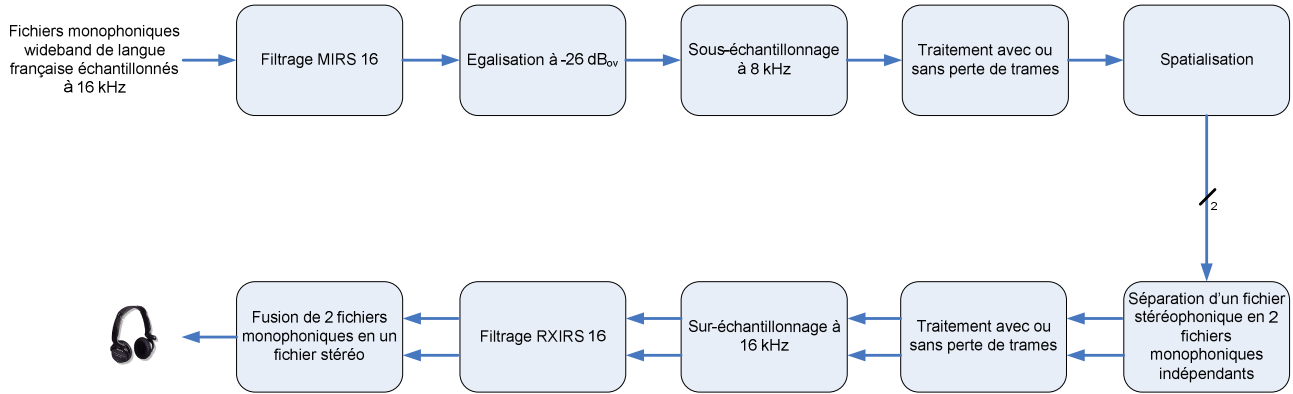 Fichiers monophoniques
wideband de langue
française échantillonnés
à 16 kHz
Filtrage MIRS 16
Egalisation à -26 dBov
Sous-échantillonnage
à 8 kHz
Traitement avec ou
sans perte de trames
Spatialisation
2
Séparation d'un fichier
stéréophonique en 2
fichiers
monophoniques
indépendants
Traitement avec ou
sans perte de trames
Sur-échantillonnage à
16 kHz
Filtrage RXIRS 16
Fusion de 2 fichiers
monophoniques en un
fichier stéréo